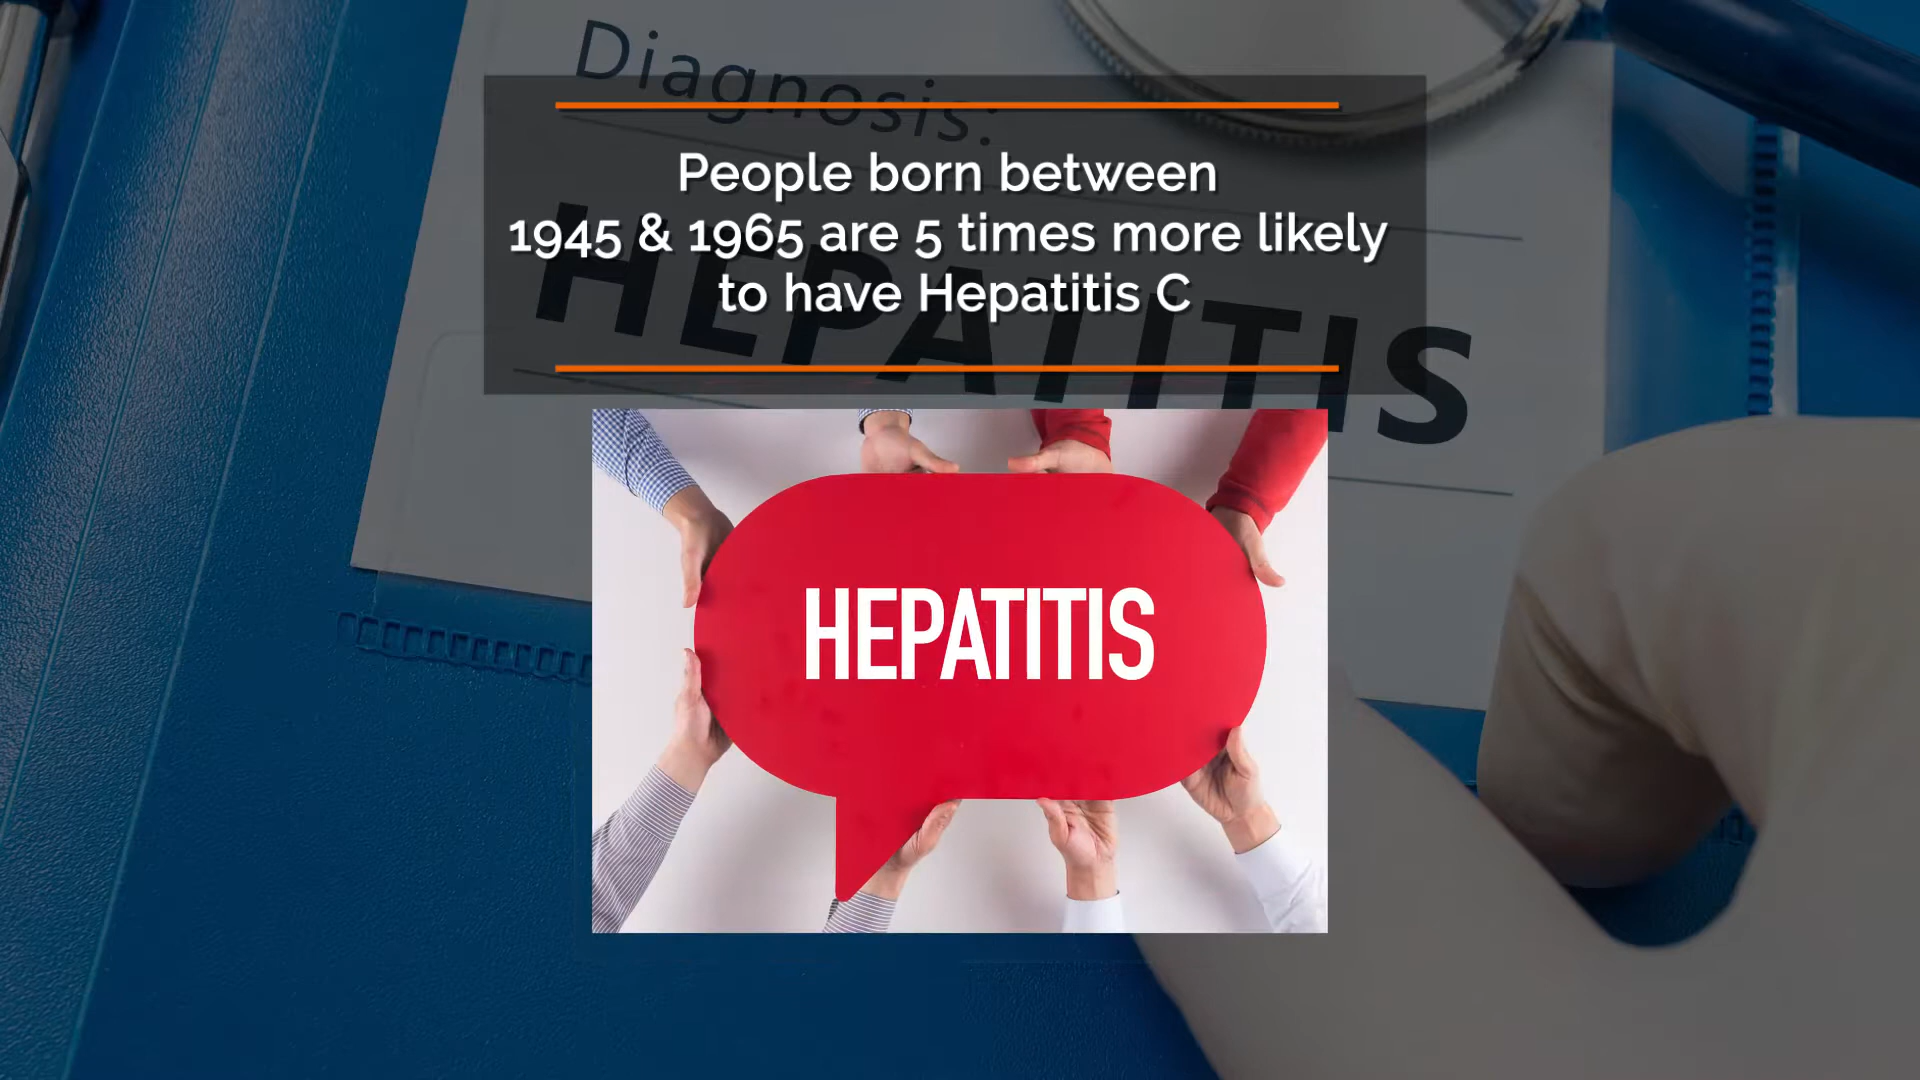 Diagnosis:
People born between
1945 & 1965 are 5 times more likely
to have Hepatitis C
HEPATITIS
HEPATITIS